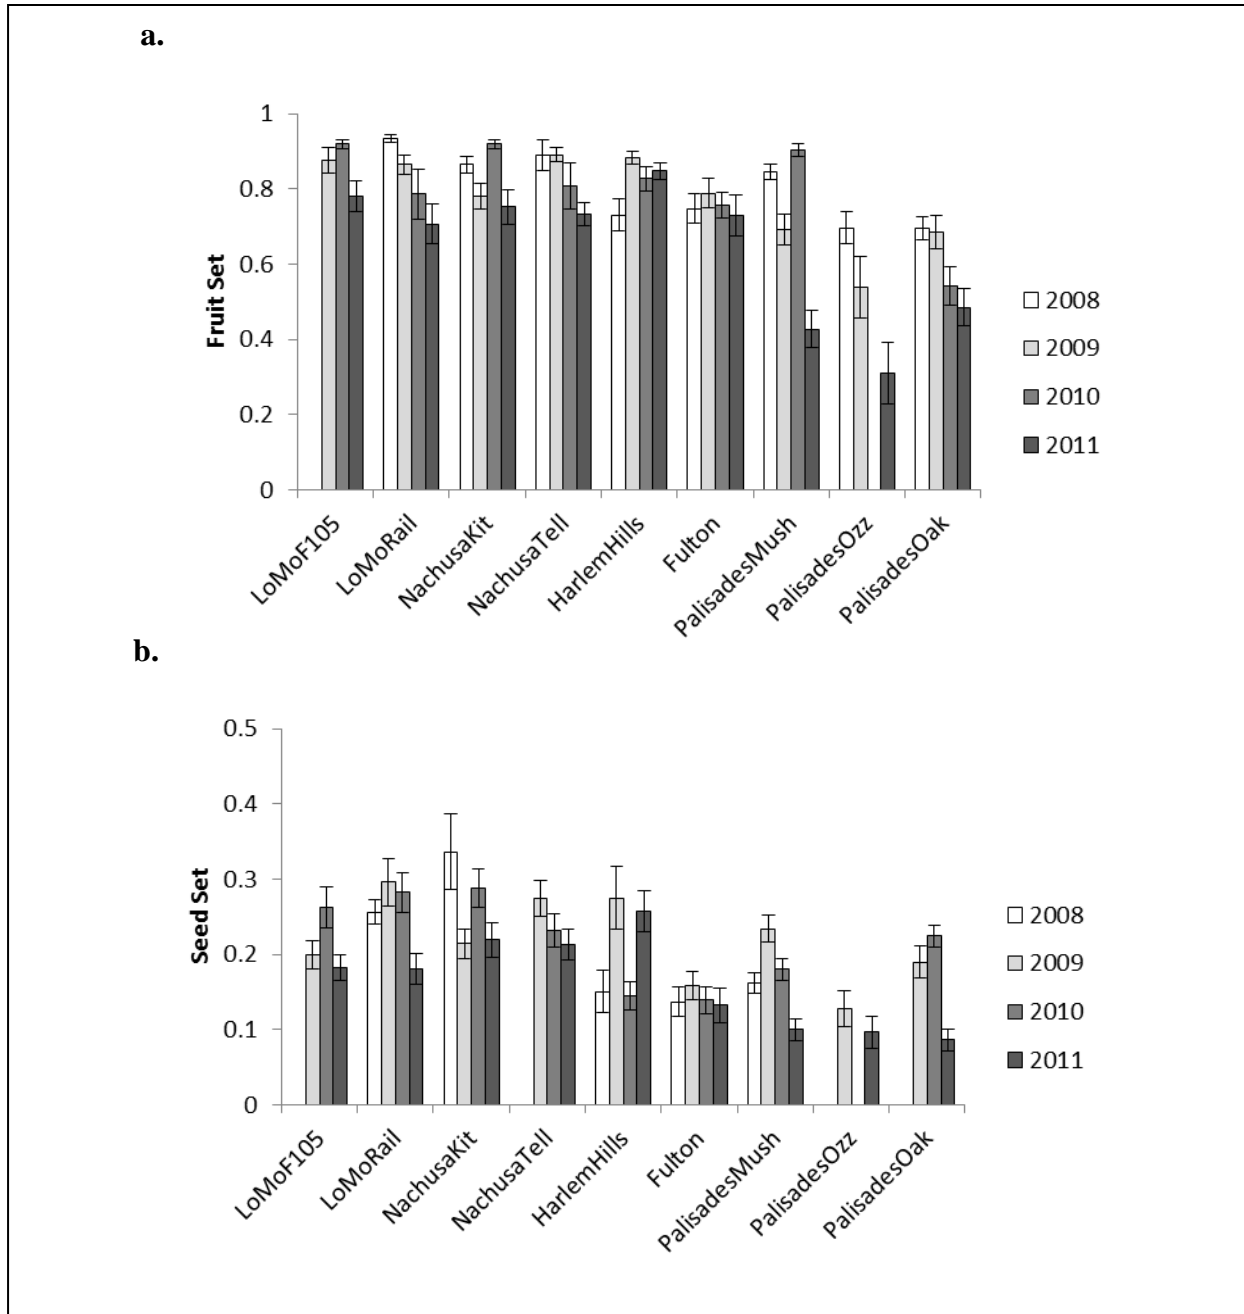 a.
1
0.8
0.6
0.4
0.2
0
Fruit Set
LoMoF105
LoMoRail
NachusaKit
NachusaTell
HarlemHills
Fulton
PalisadesMush
PalisadesOzz
PalisadesOak
2008
2009
2010
2011
b.
0.5
0.4
0.3
0.2
0.1
0
Seed Set
LoMoF105
LoMoRail
NachusaKit
NachusaTell
HarlemHills
Fulton
PalisadesMush
PalisadesOzz
PalisadesOak
2008
2009
2010
2011